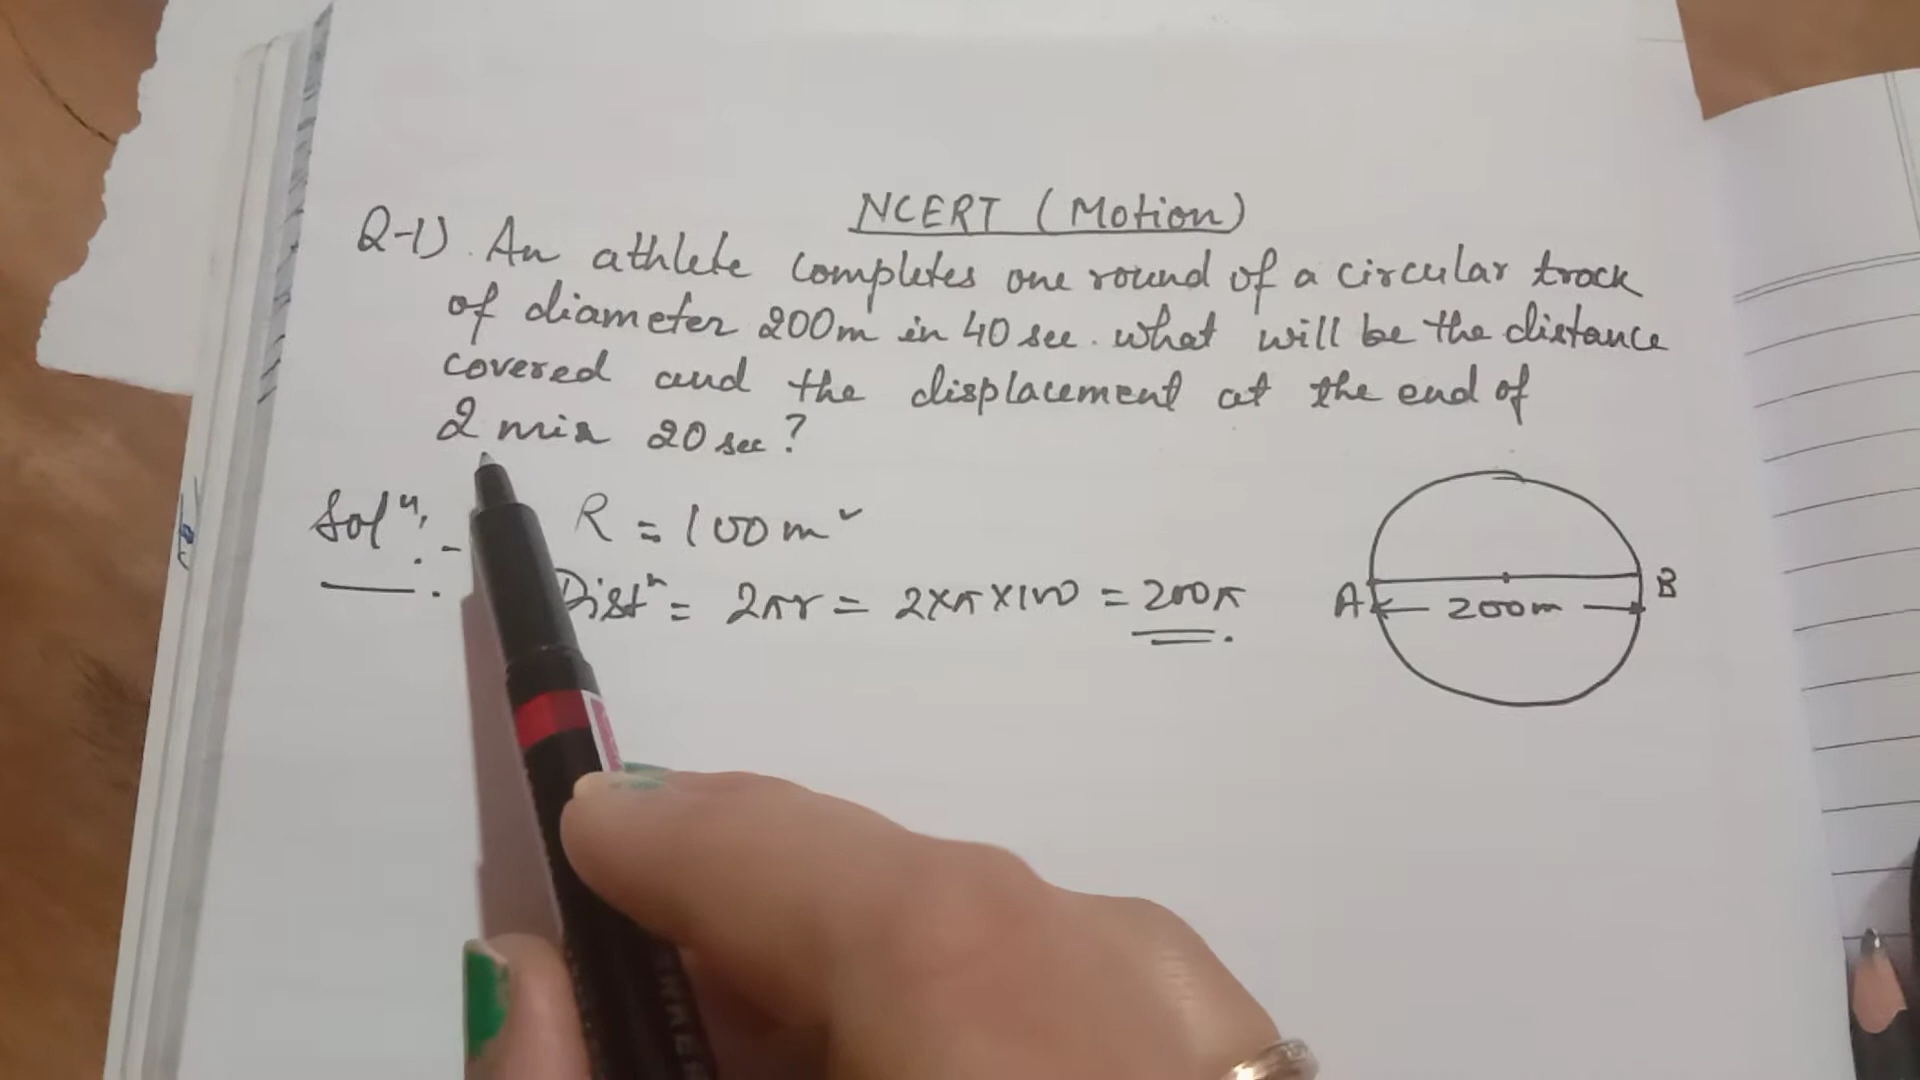 NCERT (Motion)
Q-1). An athlete completes one round of a circular track
of diameter 200m in 40 sec. what will be the distance
covered and the displacement at the end of
2 min 20 sec?
Solⁿ. :- R = 100m
Distⁿ = 2πr = 2×π×100 = 200π
A B
200m